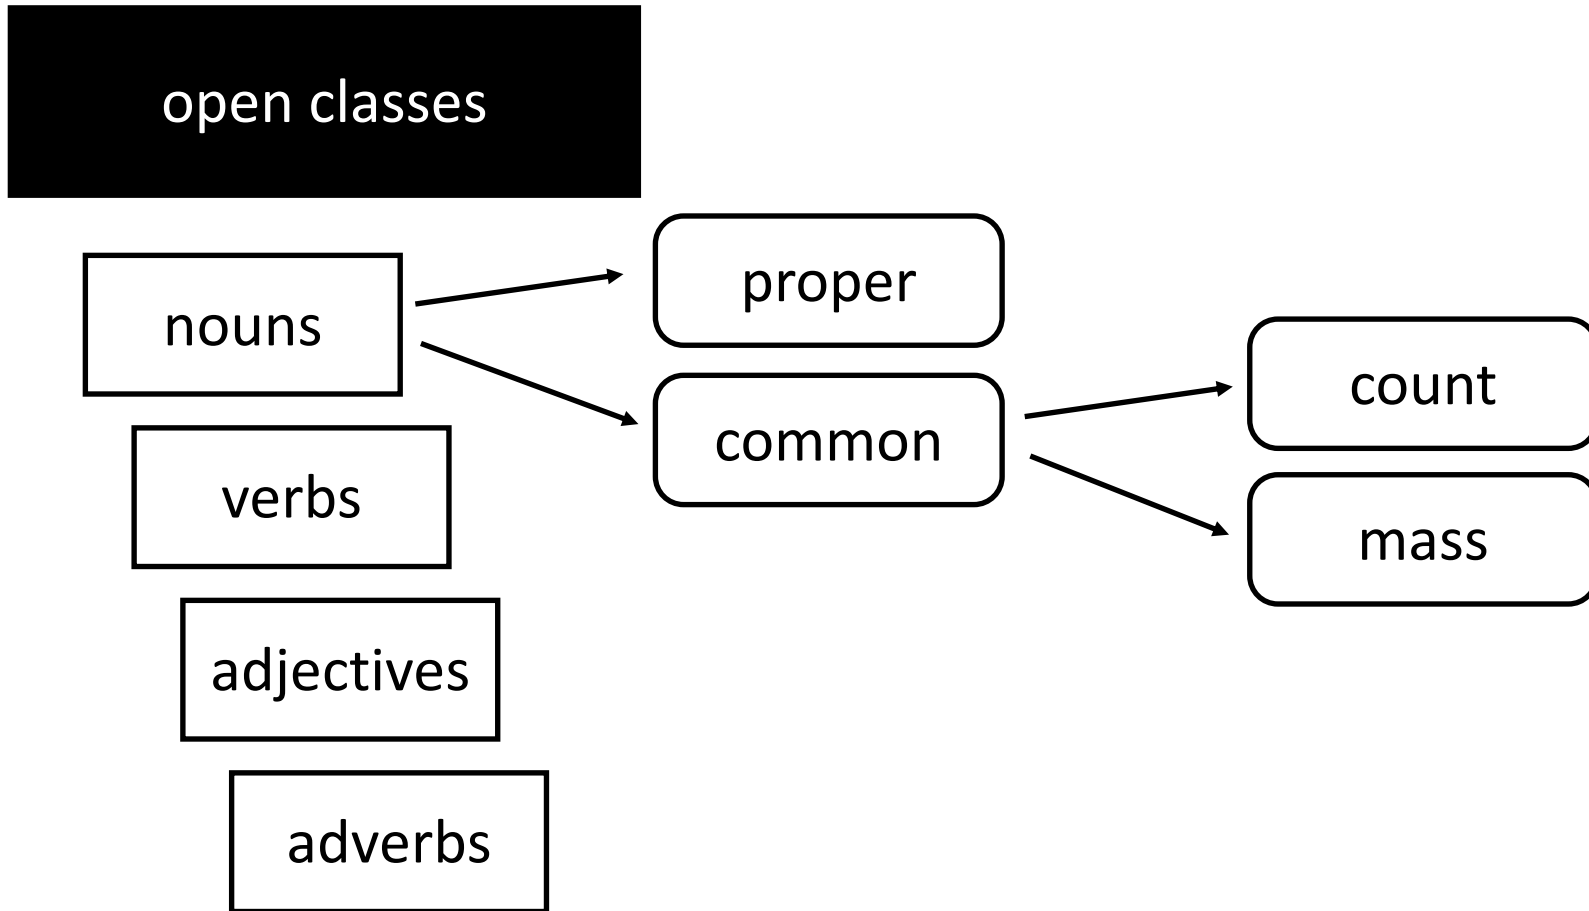 open classes
nouns
verbs
adjectives
adverbs
proper
common
count
mass